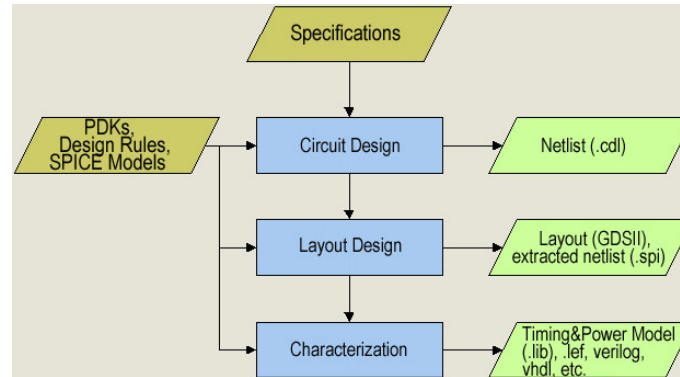 Specifications
PDKs,
Design Rules,
SPICE Models
Circuit Design
Netlist (.cdl)
Layout Design
Layout (GDSII),
extracted netlist (.spi)
Characterization
Timing&Power Model
(.lib), .lef, verilog,
vhdl, etc.